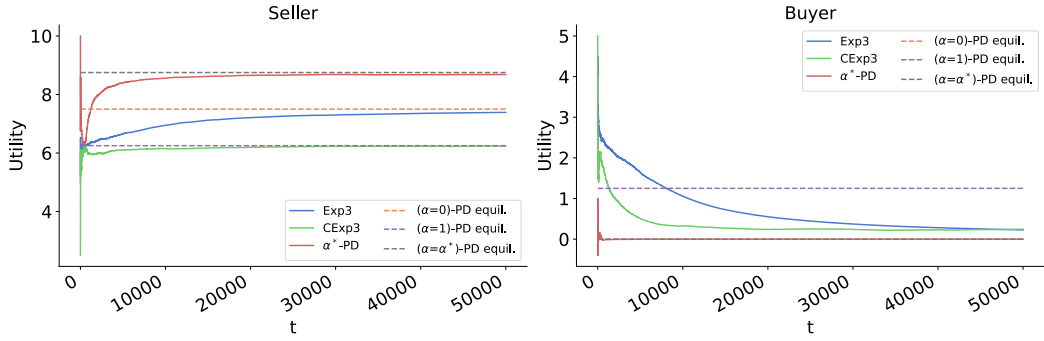 Seller
Utility
10
8
6
4
Exp3
CExp3
α*-PD
(α=0)-PD equil.
(α=1)-PD equil.
(α=α*)-PD equil.
0
10000
20000
30000
40000
50000
t
Buyer
Utility
5
4
3
2
1
0
Exp3
CExp3
α*-PD
(α=0)-PD equil.
(α=1)-PD equil.
(α=α*)-PD equil.
0
10000
20000
30000
40000
50000
t